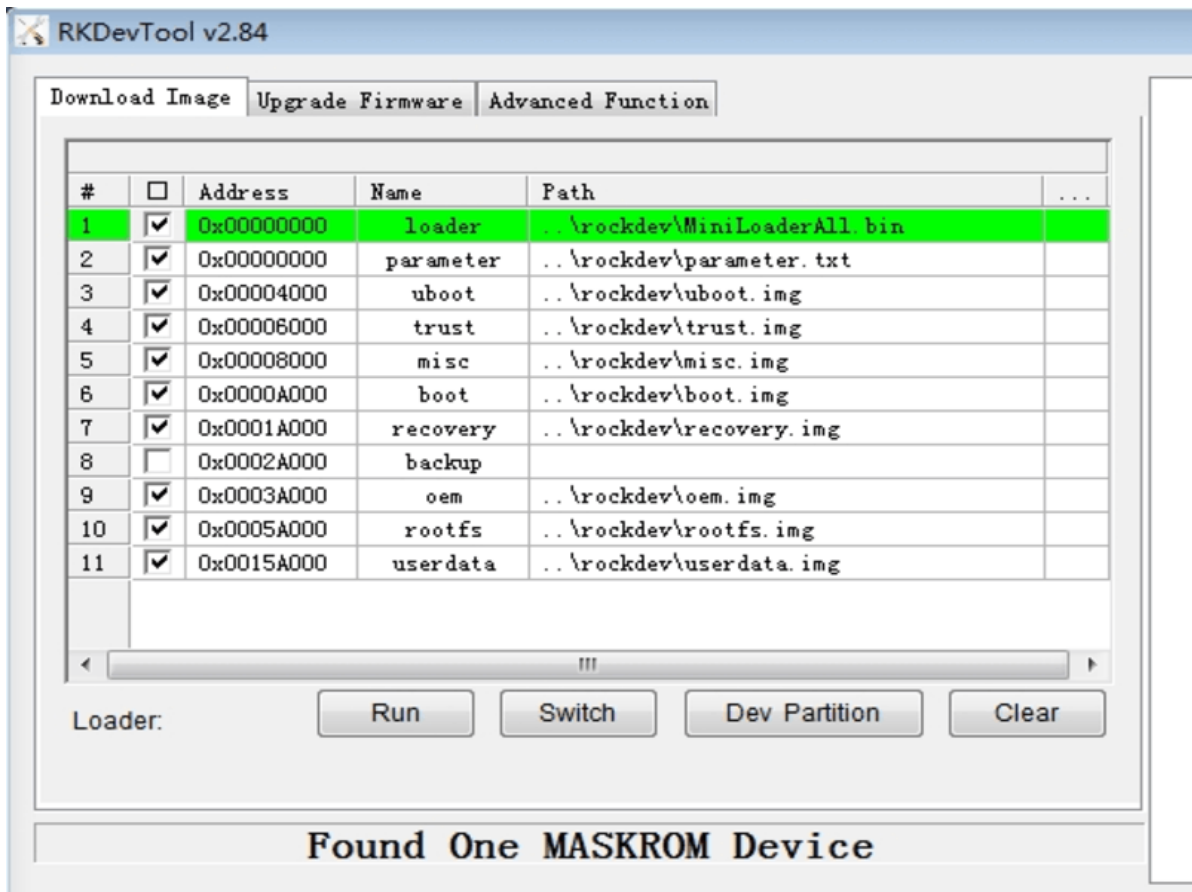 RKDevTool v2.84
Download Image Upgrade Firmware Advanced Function
# Address Name Path ...
1 0x00000000 loader ..\rockdev\MiniLoaderAll.bin
2 0x00000000 parameter ..\rockdev\parameter.txt
3 0x00004000 uboot ..\rockdev\uboot.img
4 0x00006000 trust ..\rockdev\trust.img
5 0x00008000 misc ..\rockdev\misc.img
6 0x0000A000 boot ..\rockdev\boot.img
7 0x0001A000 recovery ..\rockdev\recovery.img
8 0x0002A000 backup
9 0x0003A000 oem ..\rockdev\oem.img
10 0x0005A000 rootfs ..\rockdev\rootfs.img
11 0x0015A000 userdata ..\rockdev\userdata.img
Loader: Run Switch Dev Partition Clear
Found One MASKROM Device